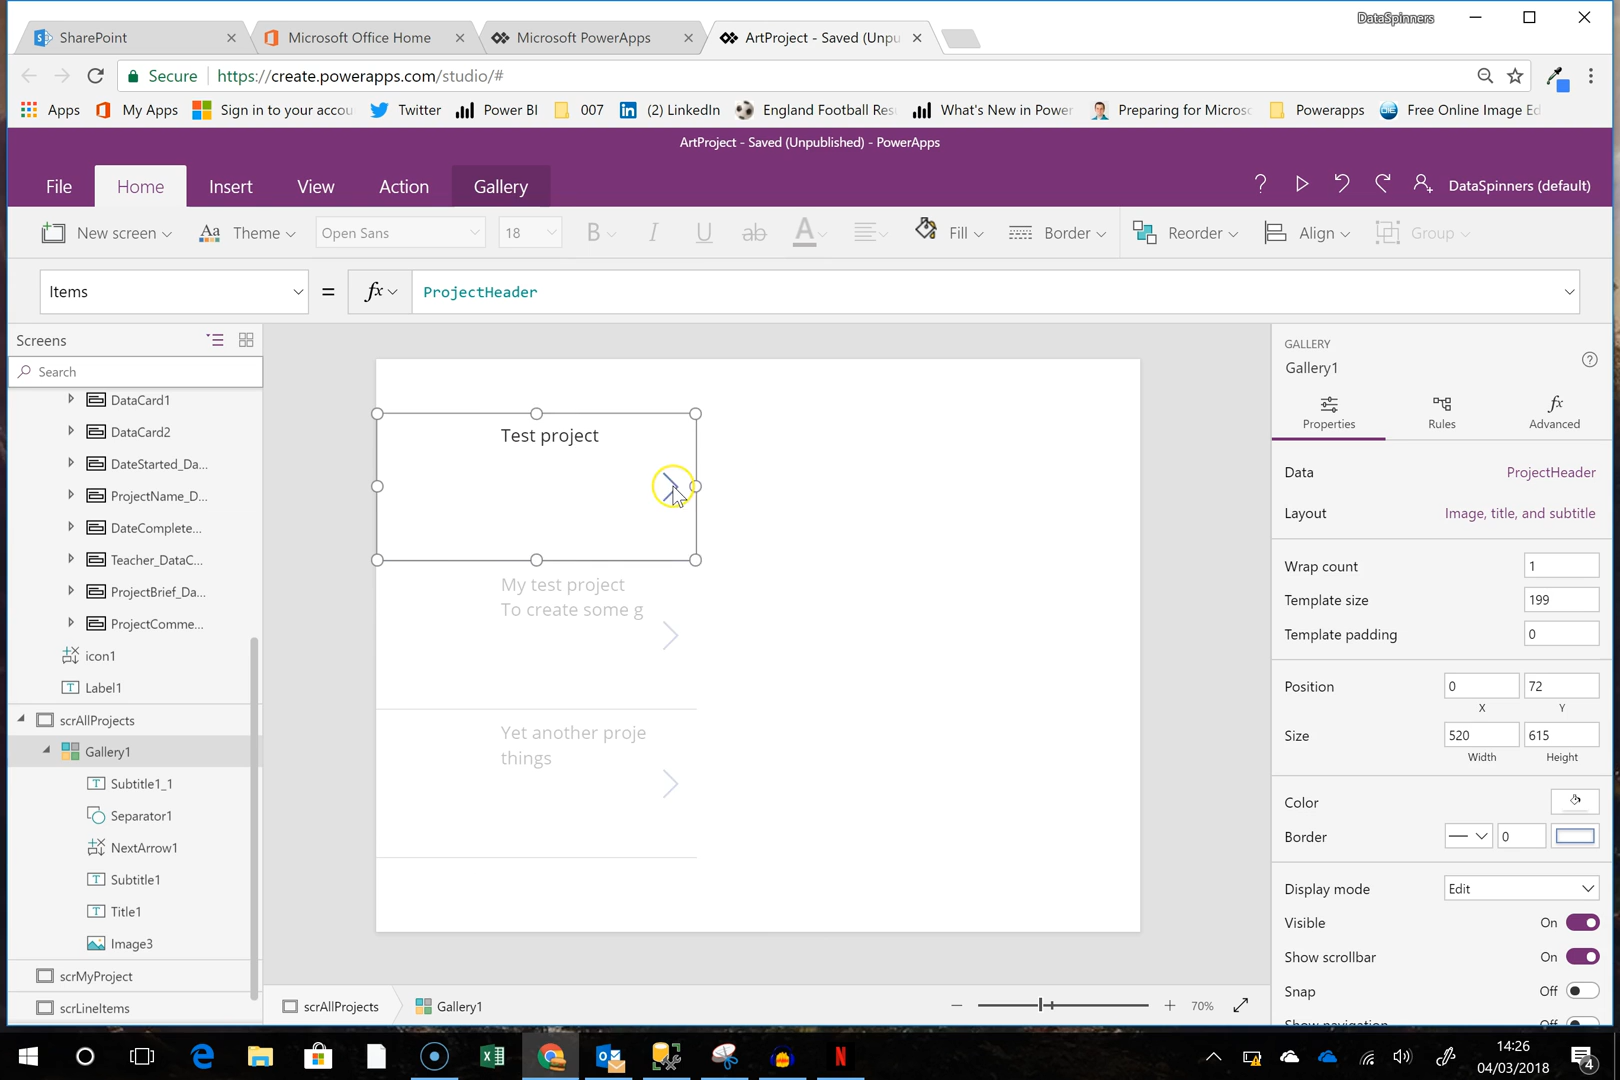 DataSpinners
SharePoint
Microsoft Office Home
Microsoft PowerApps
ArtProject - Saved (Unpu
Secure
https://create.powerapps.com/studio/#
Apps
My Apps
Sign in to your accou
Twitter
Power BI
007
(2) LinkedIn
England Football Res
What's New in Power
Preparing for Micros
Powerapps
Free Online Image Ed
ArtProject - Saved (Unpublished) - PowerApps
File
Home
Insert
View
Action
Gallery
DataSpinners (default)
New screen
Theme
Open Sans
18
Fill
Border
Reorder
Align
Group
Items
=
fx
ProjectHeader
Screens
Search
DataCard1
DataCard2
DateStarted_Da...
ProjectName_D...
DateComplete...
Teacher_DataC...
ProjectBrief_Da...
ProjectComme...
icon1
Label1
scrAllProjects
Gallery1
Subtitle1_1
Separator1
NextArrow1
Subtitle1
Title1
Image3
scrMyProject
scrLineItems
Test project
My test project
To create some g
Yet another proje
things
scrAllProjects
Gallery1
70%
GALLERY
Gallery1
Properties
Rules
Advanced
Data
ProjectHeader
Layout
Image, title, and subtitle
Wrap count
1
Template size
199
Template padding
0
Position
0
72
X
Y
Size
520
615
Width
Height
Color
Border
0
Display mode
Edit
Visible
On
Show scrollbar
On
Snap
Off
Show navigation
Off
14:26
04/03/2018
4